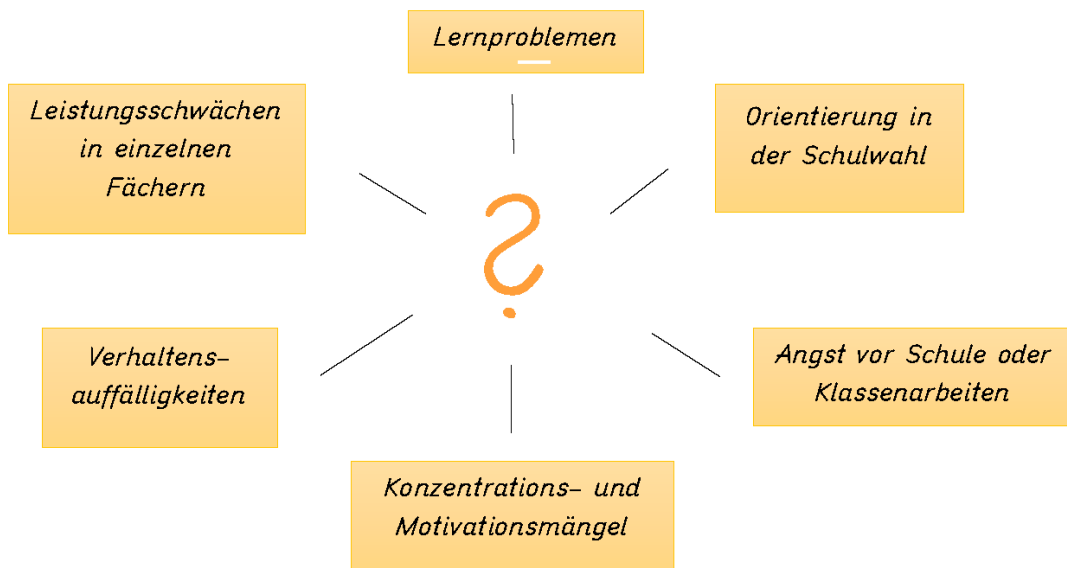 Lernproblemen
Leistungsschwächen
in einzelnen
Fächern
Orientierung in
der Schulwahl
?
Verhaltens-
auffälligkeiten
Angst vor Schule oder
Klassenarbeiten
Konzentrations- und
Motivationsmängel